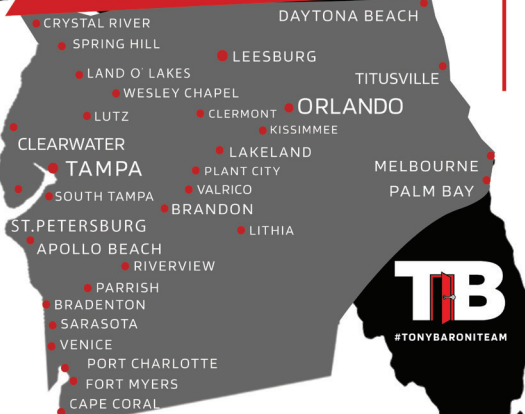 CRYSTAL RIVER
DAYTONA BEACH
SPRING HILL
LEESBURG
LAND O' LAKES
TITUSVILLE
WESLEY CHAPEL
ORLANDO
LUTZ
CLERMONT
KISSIMMEE
CLEARWATER
LAKELAND
TAMPA
PLANT CITY
MELBOURNE
SOUTH TAMPA
VALRICO
PALM BAY
BRANDON
ST.PETERSBURG
LITHIA
APOLLO BEACH
RIVERVIEW
PARRISH
BRADENTON
SARASOTA
VENICE
PORT CHARLOTTE
FORT MYERS
CAPE CORAL
TB
#TONYBARONITEAM